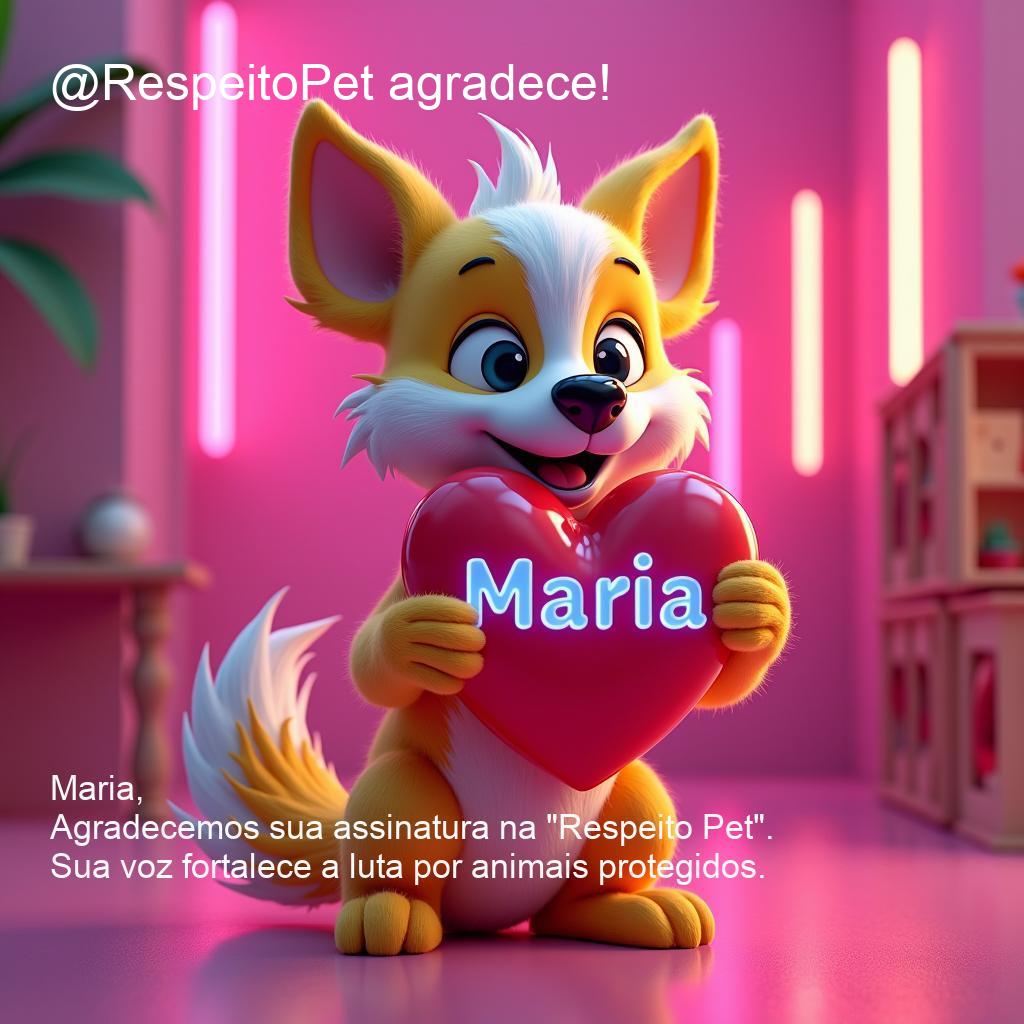 @RespeitoPet agradece!
Maria
Maria,
Agradecemos sua assinatura na "Respeito Pet".
Sua voz fortalece a luta por animais protegidos.